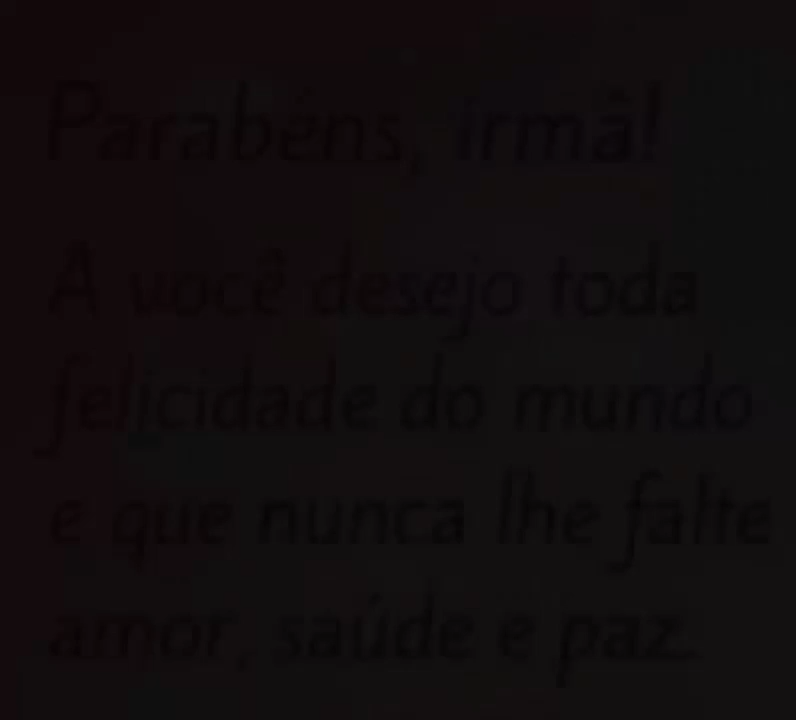 Parabéns, irmã!
A você desejo toda
felicidade do mundo
e que nunca lhe falte
amor, saúde e paz.